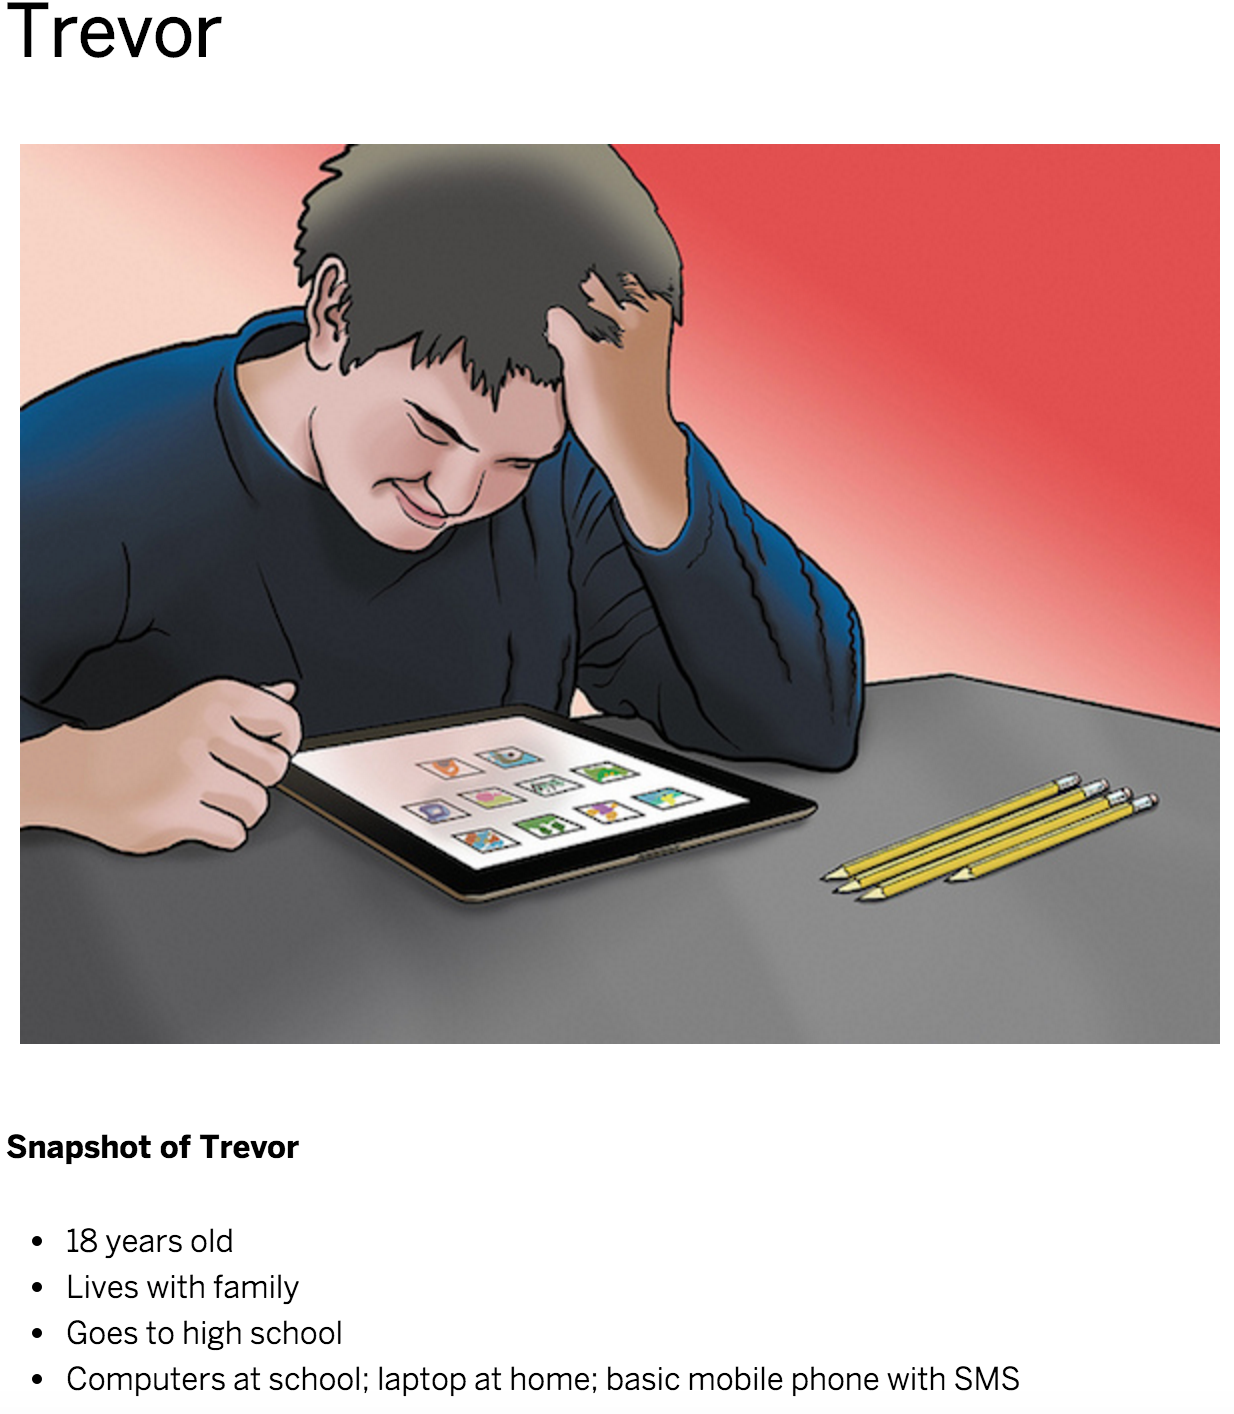 Trevor
Snapshot of Trevor
18 years old
Lives with family
Goes to high school
Computers at school; laptop at home; basic mobile phone with SMS